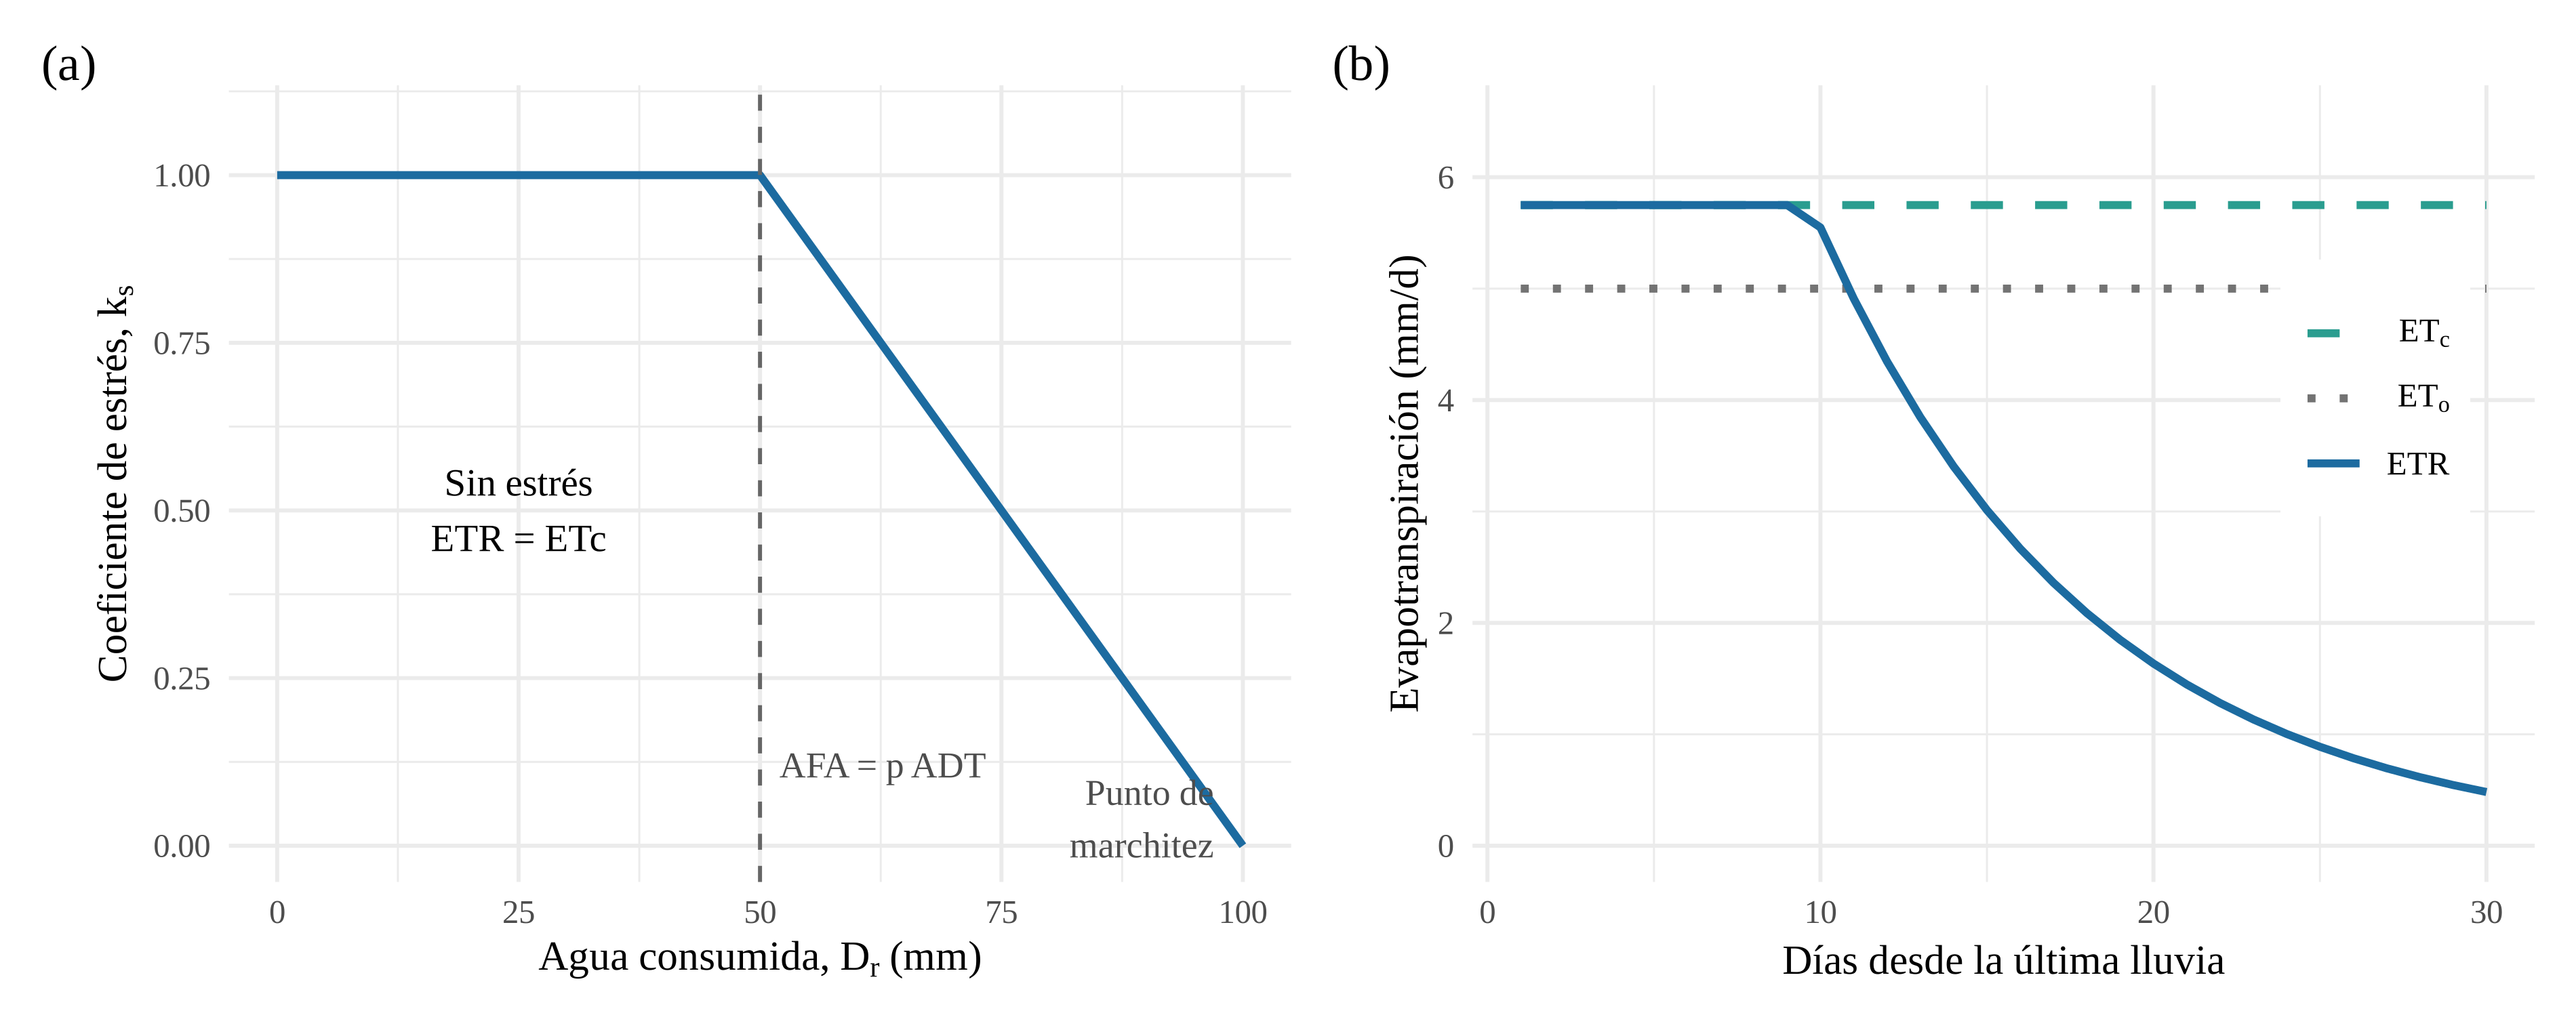 (a)
Coeficiente de estrés, kₛ
1.00
0.75
0.50
0.25
0.00
Sin estrés
ETR = ETc
AFA = p ADT
Punto de
marchitez
0 25 50 75 100
Agua consumida, Dᵣ (mm)
(b)
Evapotranspiración (mm/d)
6
4
2
0
ET_c
ET_o
ETR
0 10 20 30
Días desde la última lluvia